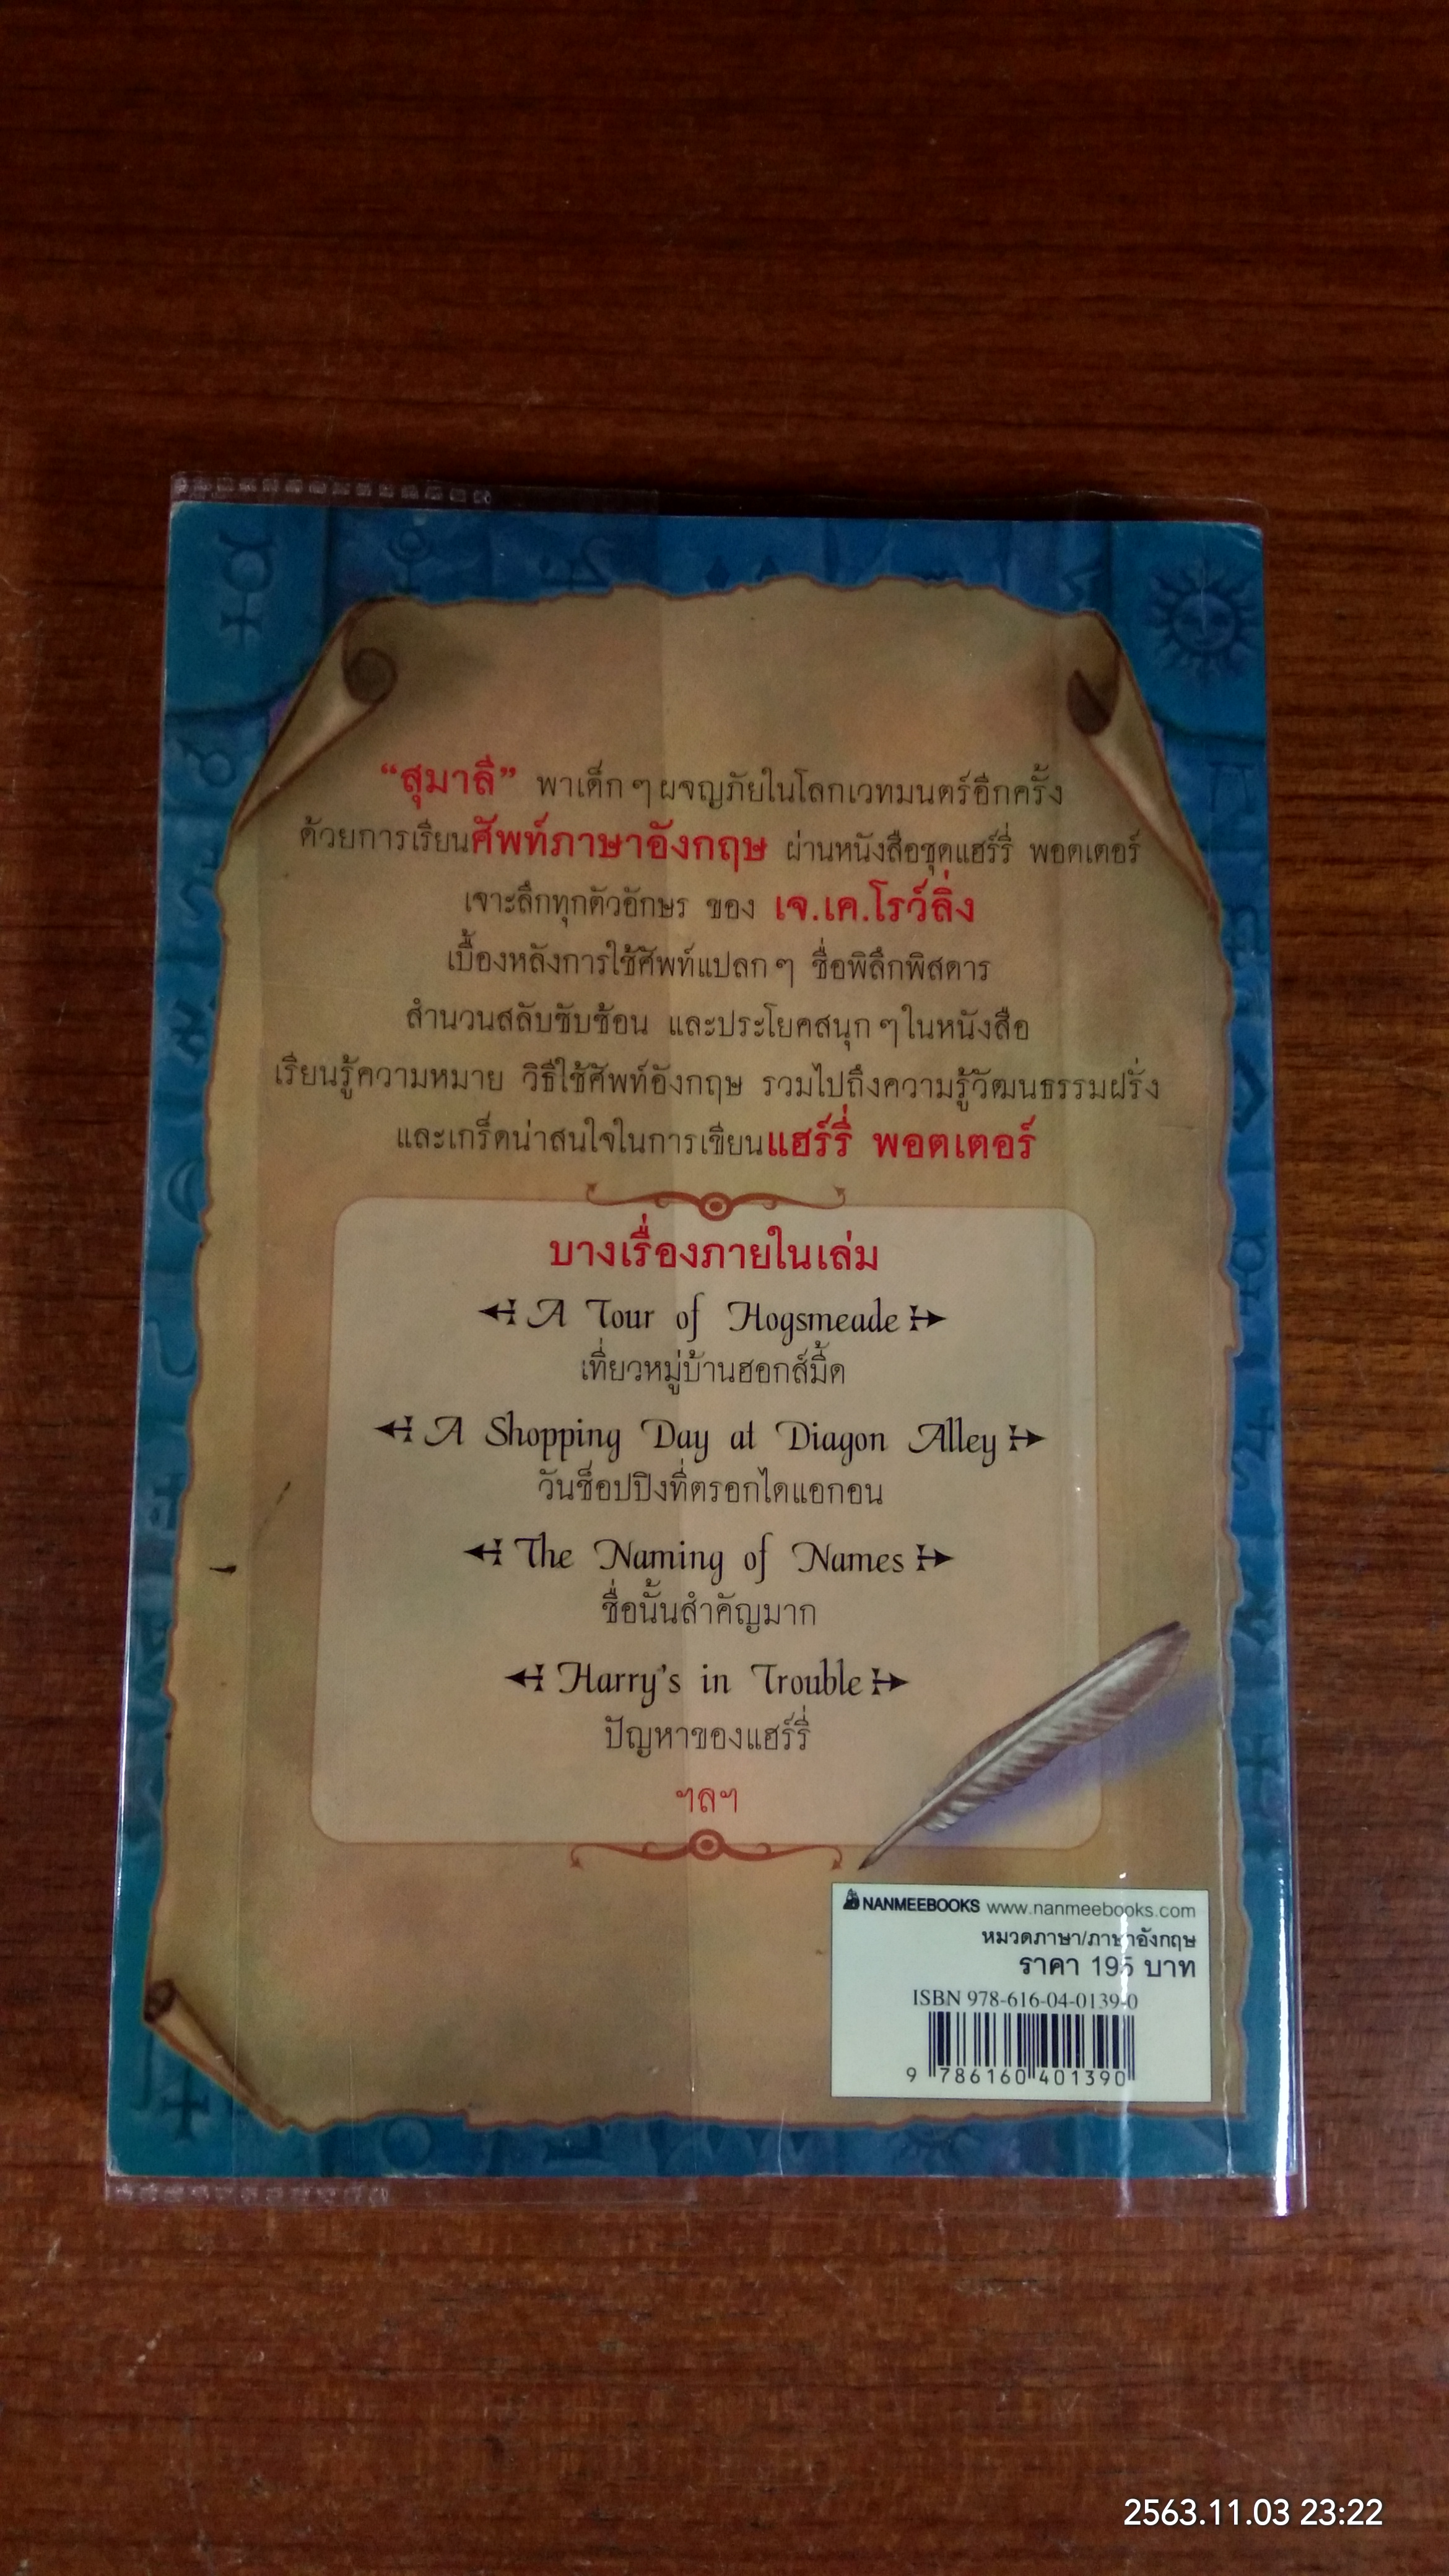 “สุมาลี” พาเด็กๆ ผจญภัยในโลกเวทมนตร์อีกครั้ง
ด้วยการเรียนศัพท์ภาษาอังกฤษ ผ่านหนังสือชุดแฮร์รี่ พอตเตอร์
เจาะลึกทุกตัวอักษร ของ เจ.เค.โรว์ลิ่ง
เบื้องหลังการใช้ศัพท์แปลกๆ ชื่อพิลึกพิสดาร
สำนวนสลับซับซ้อน และประโยคสนุกๆ ในหนังสือ
เรียนรู้ความหมาย วิธีใช้ศัพท์อังกฤษ รวมไปถึงความรู้วัฒนธรรมฝรั่ง
และเกร็ดน่าสนใจในการเขียนแฮร์รี่ พอตเตอร์
บางเรื่องภายในเล่ม
A Tour of Hogsmeade
เที่ยวหมู่บ้านฮอกส์มี้ด
A Shopping Day at Diagon Alley
วันช็อปปิงที่ตรอกไดแอกอน
The Naming of Names
ชื่อนั้นสำคัญมาก
Harry's in Trouble
ปัญหาของแฮร์รี่
ฯลฯ
NANMEEBOOKS www.nanmeebooks.com
หมวดภาษา/ภาษาอังกฤษ
ราคา 195 บาท
ISBN 978-616-04-0139-0
9 786160 401390
2563.11.03 23:22